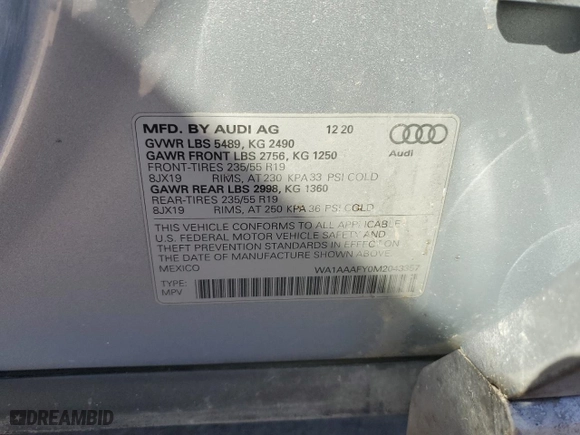 MFD. BY AUDI AG 12 20
GVWR LBS 5489, KG 2490
GAWR FRONT LBS 2756, KG 1250
FRONT-TIRES 235/55 R19
8JX19 RIMS, AT 230 KPA 33 PSI COLD
GAWR REAR LBS 2998, KG 1360
REAR-TIRES 235/55 R19
8JX19 RIMS, AT 250 KPA 36 PSI COLD
Audi
THIS VEHICLE CONFORMS TO ALL APPLICABLE
U.S. FEDERAL MOTOR VEHICLE SAFETY AND
THEFT PREVENTION STANDARDS IN EFFECT ON
THE DATE OF MANUFACTURE SHOWN ABOVE.
MEXICO
WA1AAAFY0M2043357
TYPE:
MPV
DREAMBID